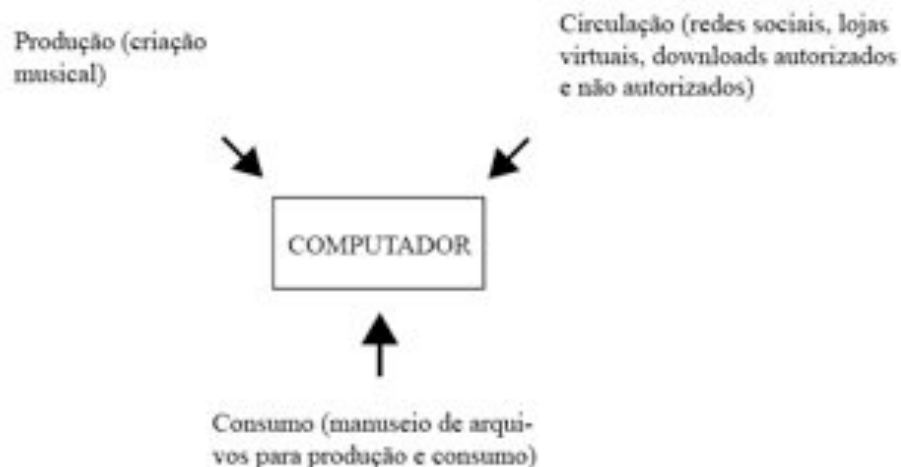 Produção (criação
musical)
Circulação (redes sociais, lojas
virtuais, downloads autorizados
e não autorizados)
COMPUTADOR
Consumo (manuseio de arqui-
vos para produção e consumo)